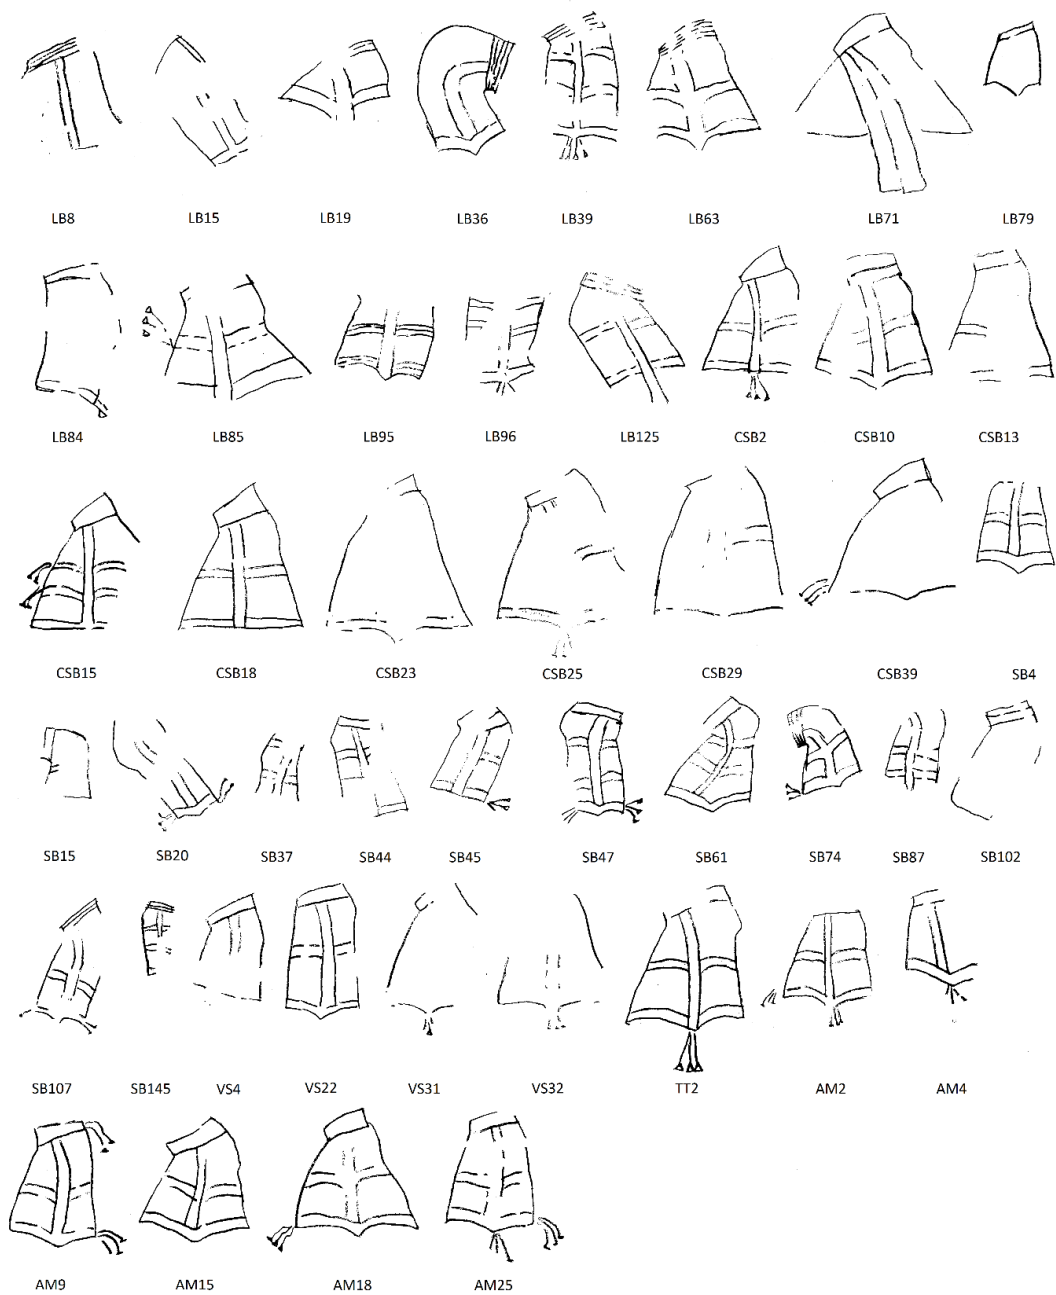 LB8 LB15 LB19 LB36 LB39 LB63 LB71 LB79
LB84 LB85 LB95 LB96 LB125 CSB2 CSB10 CSB13
CSB15 CSB18 CSB23 CSB25 CSB29 CSB39 SB4
SB15 SB20 SB37 SB44 SB45 SB47 SB61 SB74 SB87 SB102
SB107 SB145 VS4 VS22 VS31 VS32 TT2 AM2 AM4
AM9 AM15 AM18 AM25